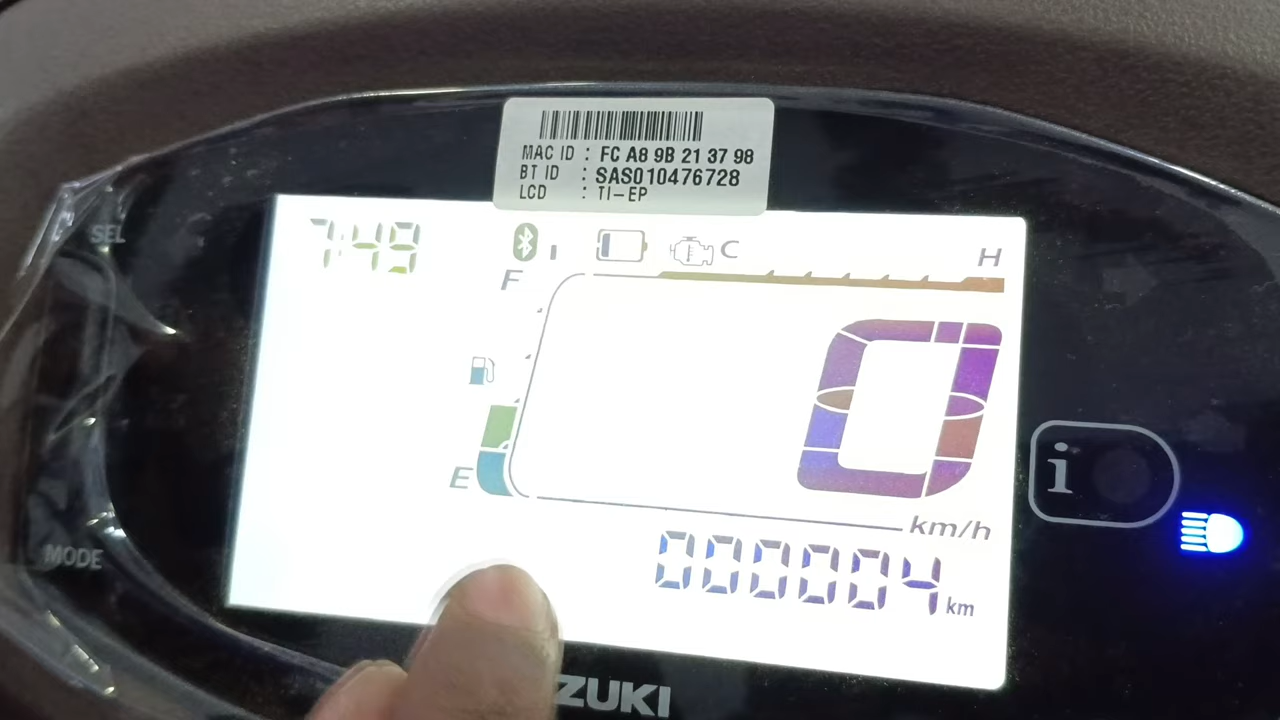 MAC ID : FC A8 9B 21 37 98
BT ID : SAS010476728
LCD : TI-EP
SEL
7:49
C
H
F
E
i
km/h
000004 km
MODE
ZUKI